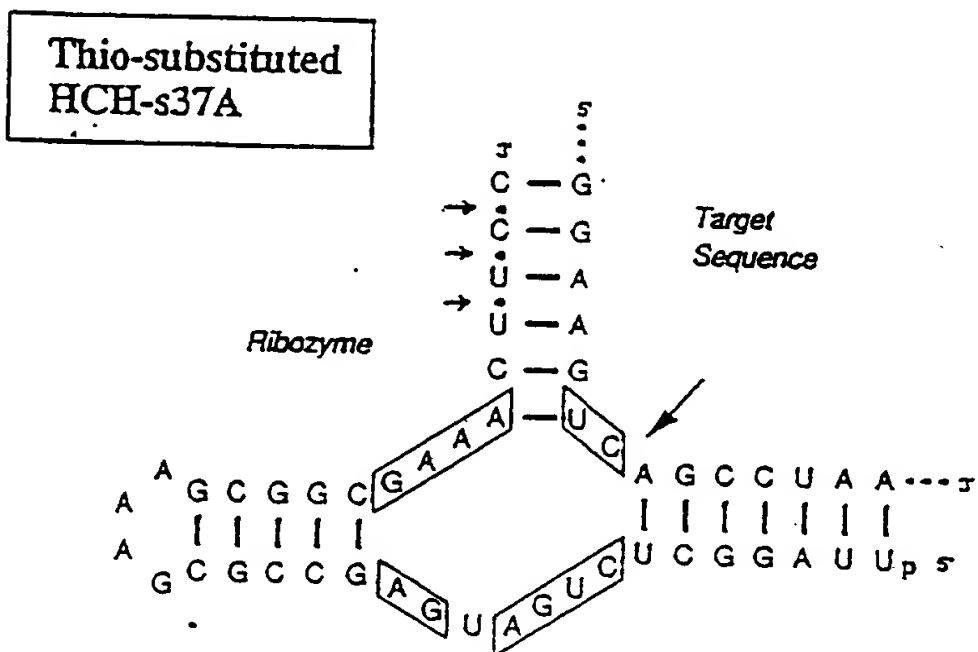 Thio-substituted
HCH-s37A
5
3
C – G
C – G
Target
Sequence
U – A
U – A
Ribozyme
C – G
G A A A – U C
A G C C U A A ···· 3
A
G C G G C
A
A
G C G C C G
A G U A G U C
U C G G A U U p 5